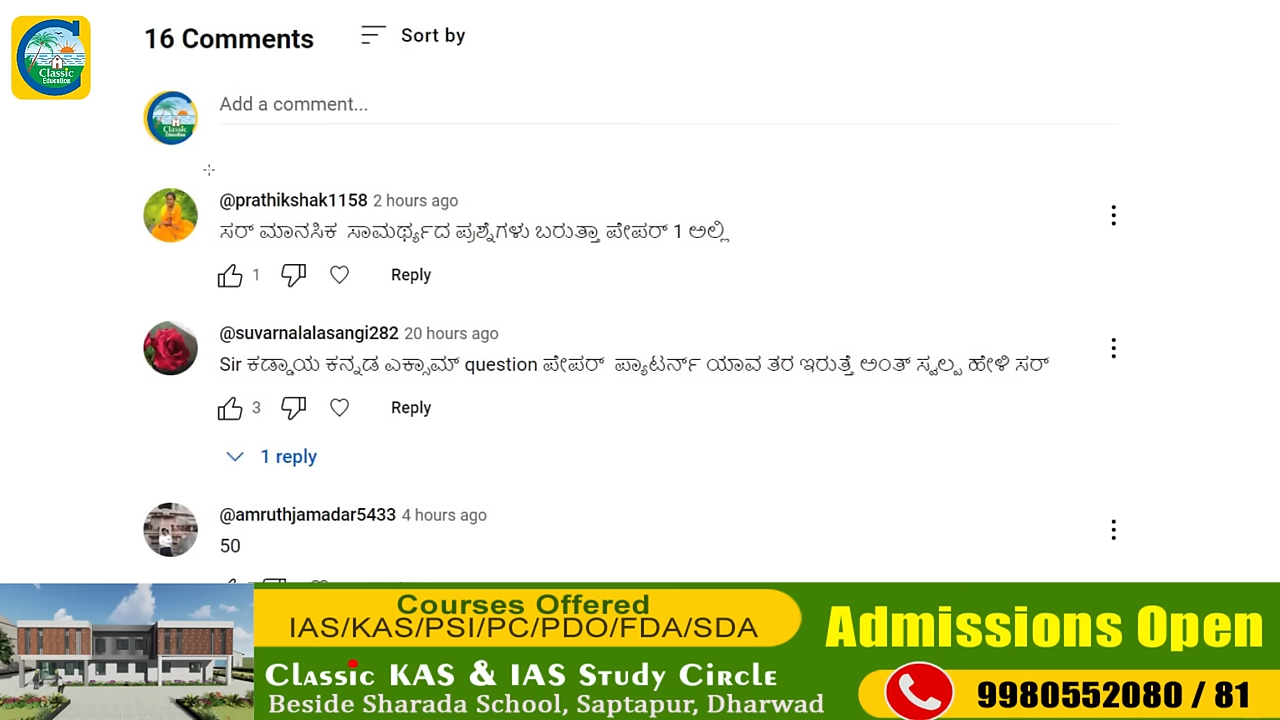 Classic
Education
16 Comments
Sort by
Classic
Education
Add a comment...
@prathikshak1158 2 hours ago
ಸರ್ ಮಾನಸಿಕ ಸಾಮರ್ಥ್ಯದ ಪ್ರಶ್ನೆಗಳು ಬರುತ್ತಾ ಪೇಪರ್ 1 ಅಲ್ಲಿ
1
Reply
@suvarnalalasangi282 20 hours ago
Sir ಕಡ್ಡಾಯ ಕನ್ನಡ ಎಕ್ಸಾಮ್ question ಪೇಪರ್ ಪ್ಯಾಟರ್ನ್ ಯಾವ ತರ ಇರುತ್ತೆ ಅಂತ್ ಸ್ವಲ್ಪ ಹೇಳಿ ಸರ್
3
Reply
1 reply
@amruthjamadar5433 4 hours ago
50
Courses Offered
IAS/KAS/PSI/PC/PDO/FDA/SDA
Classic KAS & IAS Study Circle
Beside Sharada School, Saptapur, Dharwad
Admissions Open
9980552080 / 81